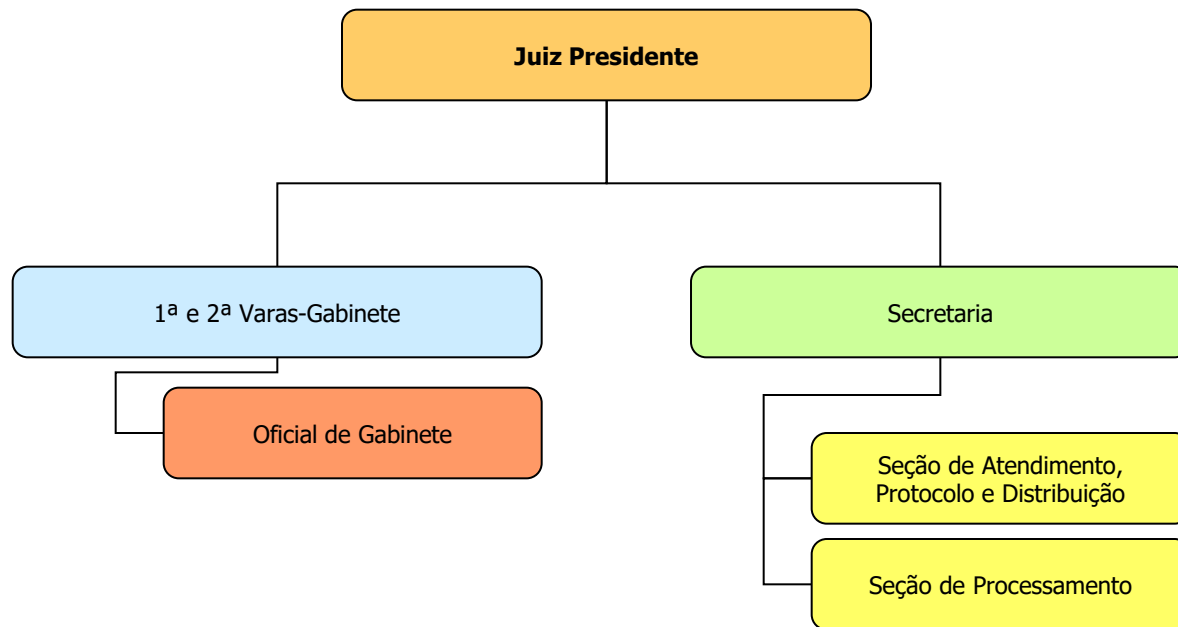 Juiz Presidente
1ª e 2ª Varas-Gabinete
Secretaria
Oficial de Gabinete
Seção de Atendimento,
Protocolo e Distribuição
Seção de Processamento